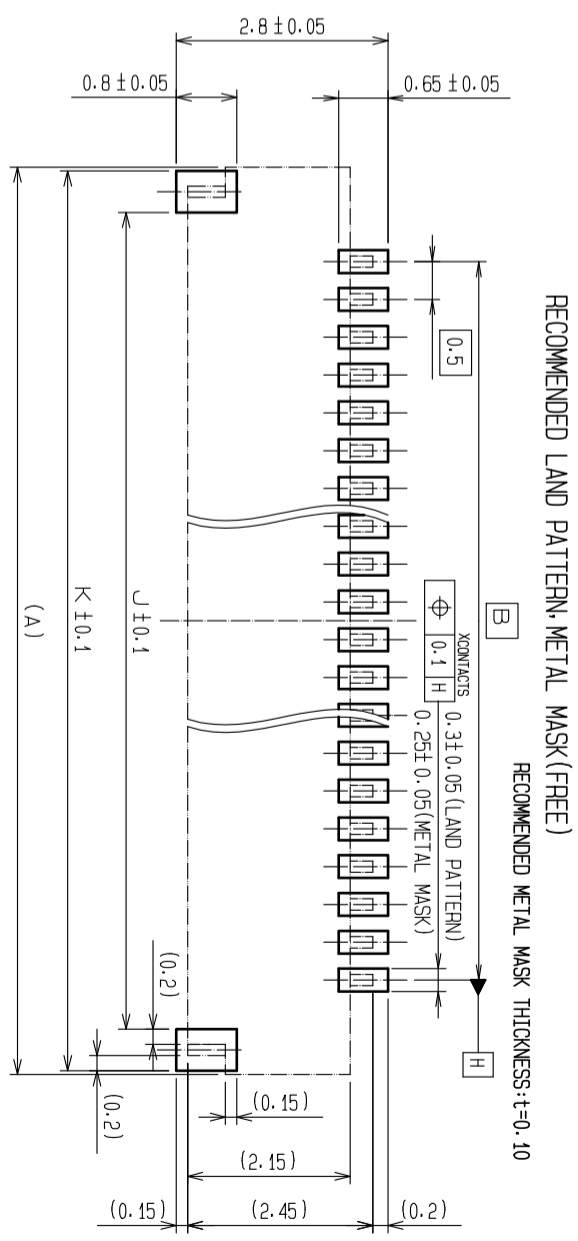 RECOMMENDED LAND PATTERN,METAL MASK(FREE)
RECOMMENDED METAL MASK THICKNESS:t=0.10
2.8±0.05
0.8±0.05
0.65±0.05
B
0.5
H
XCONTACTS
⌖ 0.1 H
0.3±0.05(LAND PATTERN)
0.25±0.05(METAL MASK)
J±0.1
K±0.1
(A)
(0.2)
(0.2)
(0.15)
(2.15)
(0.15)
(2.45)
(0.2)